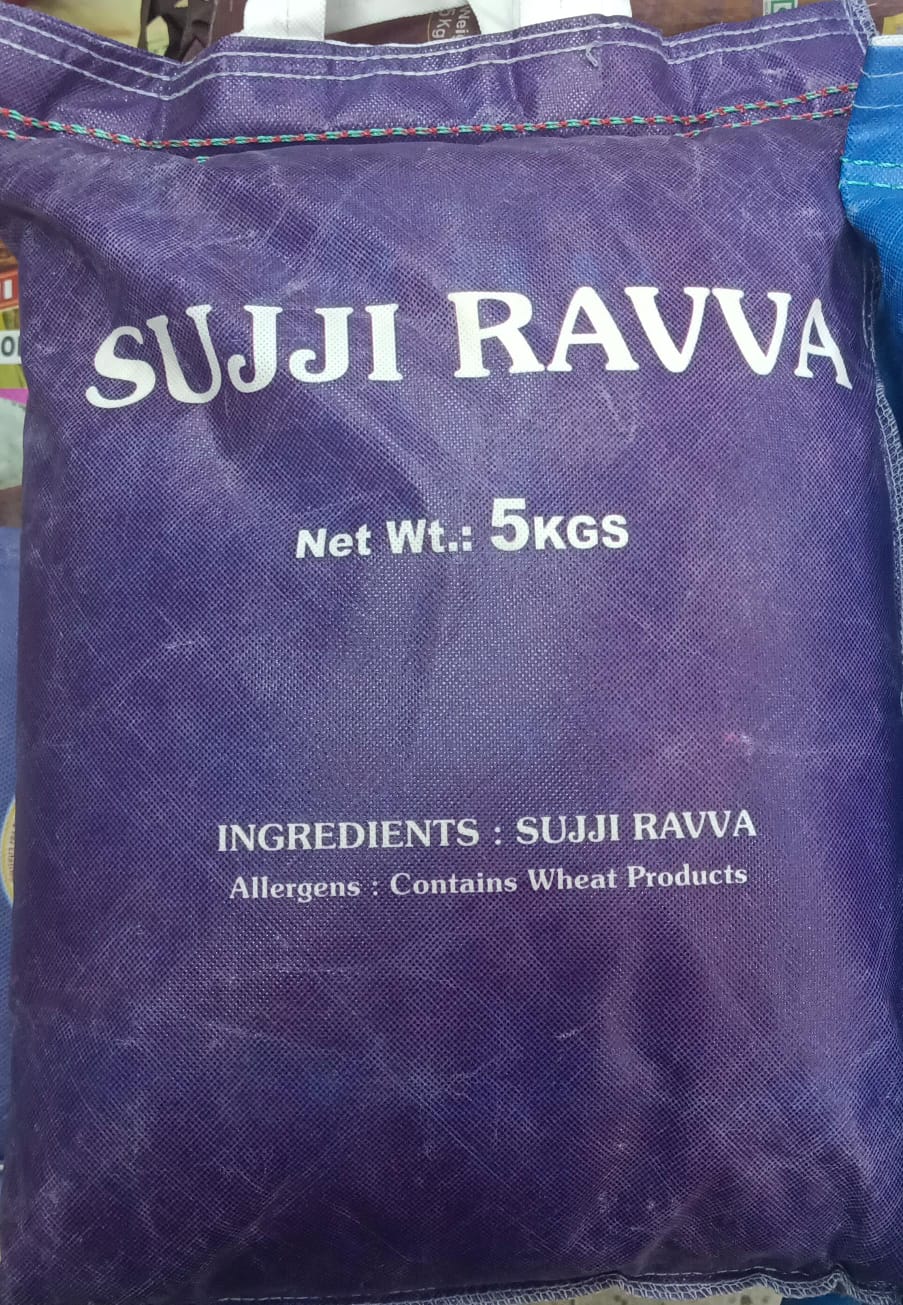 SUJJI RAVVA
Net Wt.: 5KGS
INGREDIENTS : SUJJI RAVVA
Allergens : Contains Wheat Products